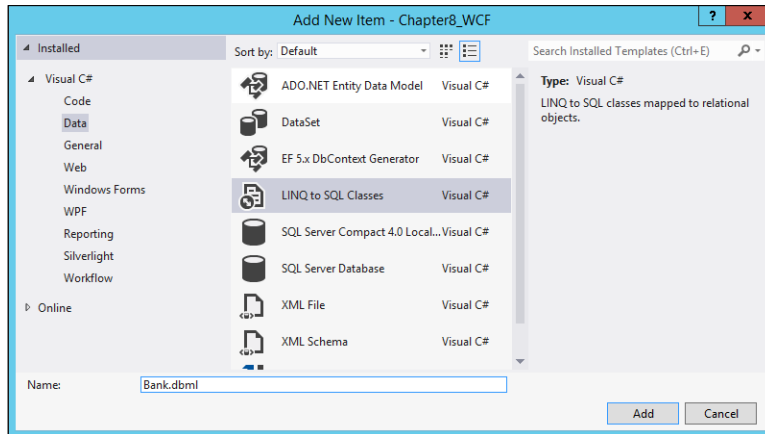 Add New Item - Chapter8_WCF
? x
Installed
Sort by: Default
Search Installed Templates (Ctrl+E)
Visual C#
Code
Data
General
Web
Windows Forms
WPF
Reporting
Silverlight
Workflow
Online
ADO.NET Entity Data Model Visual C#
DataSet Visual C#
EF 5.x DbContext Generator Visual C#
LINQ to SQL Classes Visual C#
SQL Server Compact 4.0 Local... Visual C#
SQL Server Database Visual C#
XML File Visual C#
XML Schema Visual C#
Type: Visual C#
LINQ to SQL classes mapped to relational
objects.
Name: Bank.dbml
Add Cancel